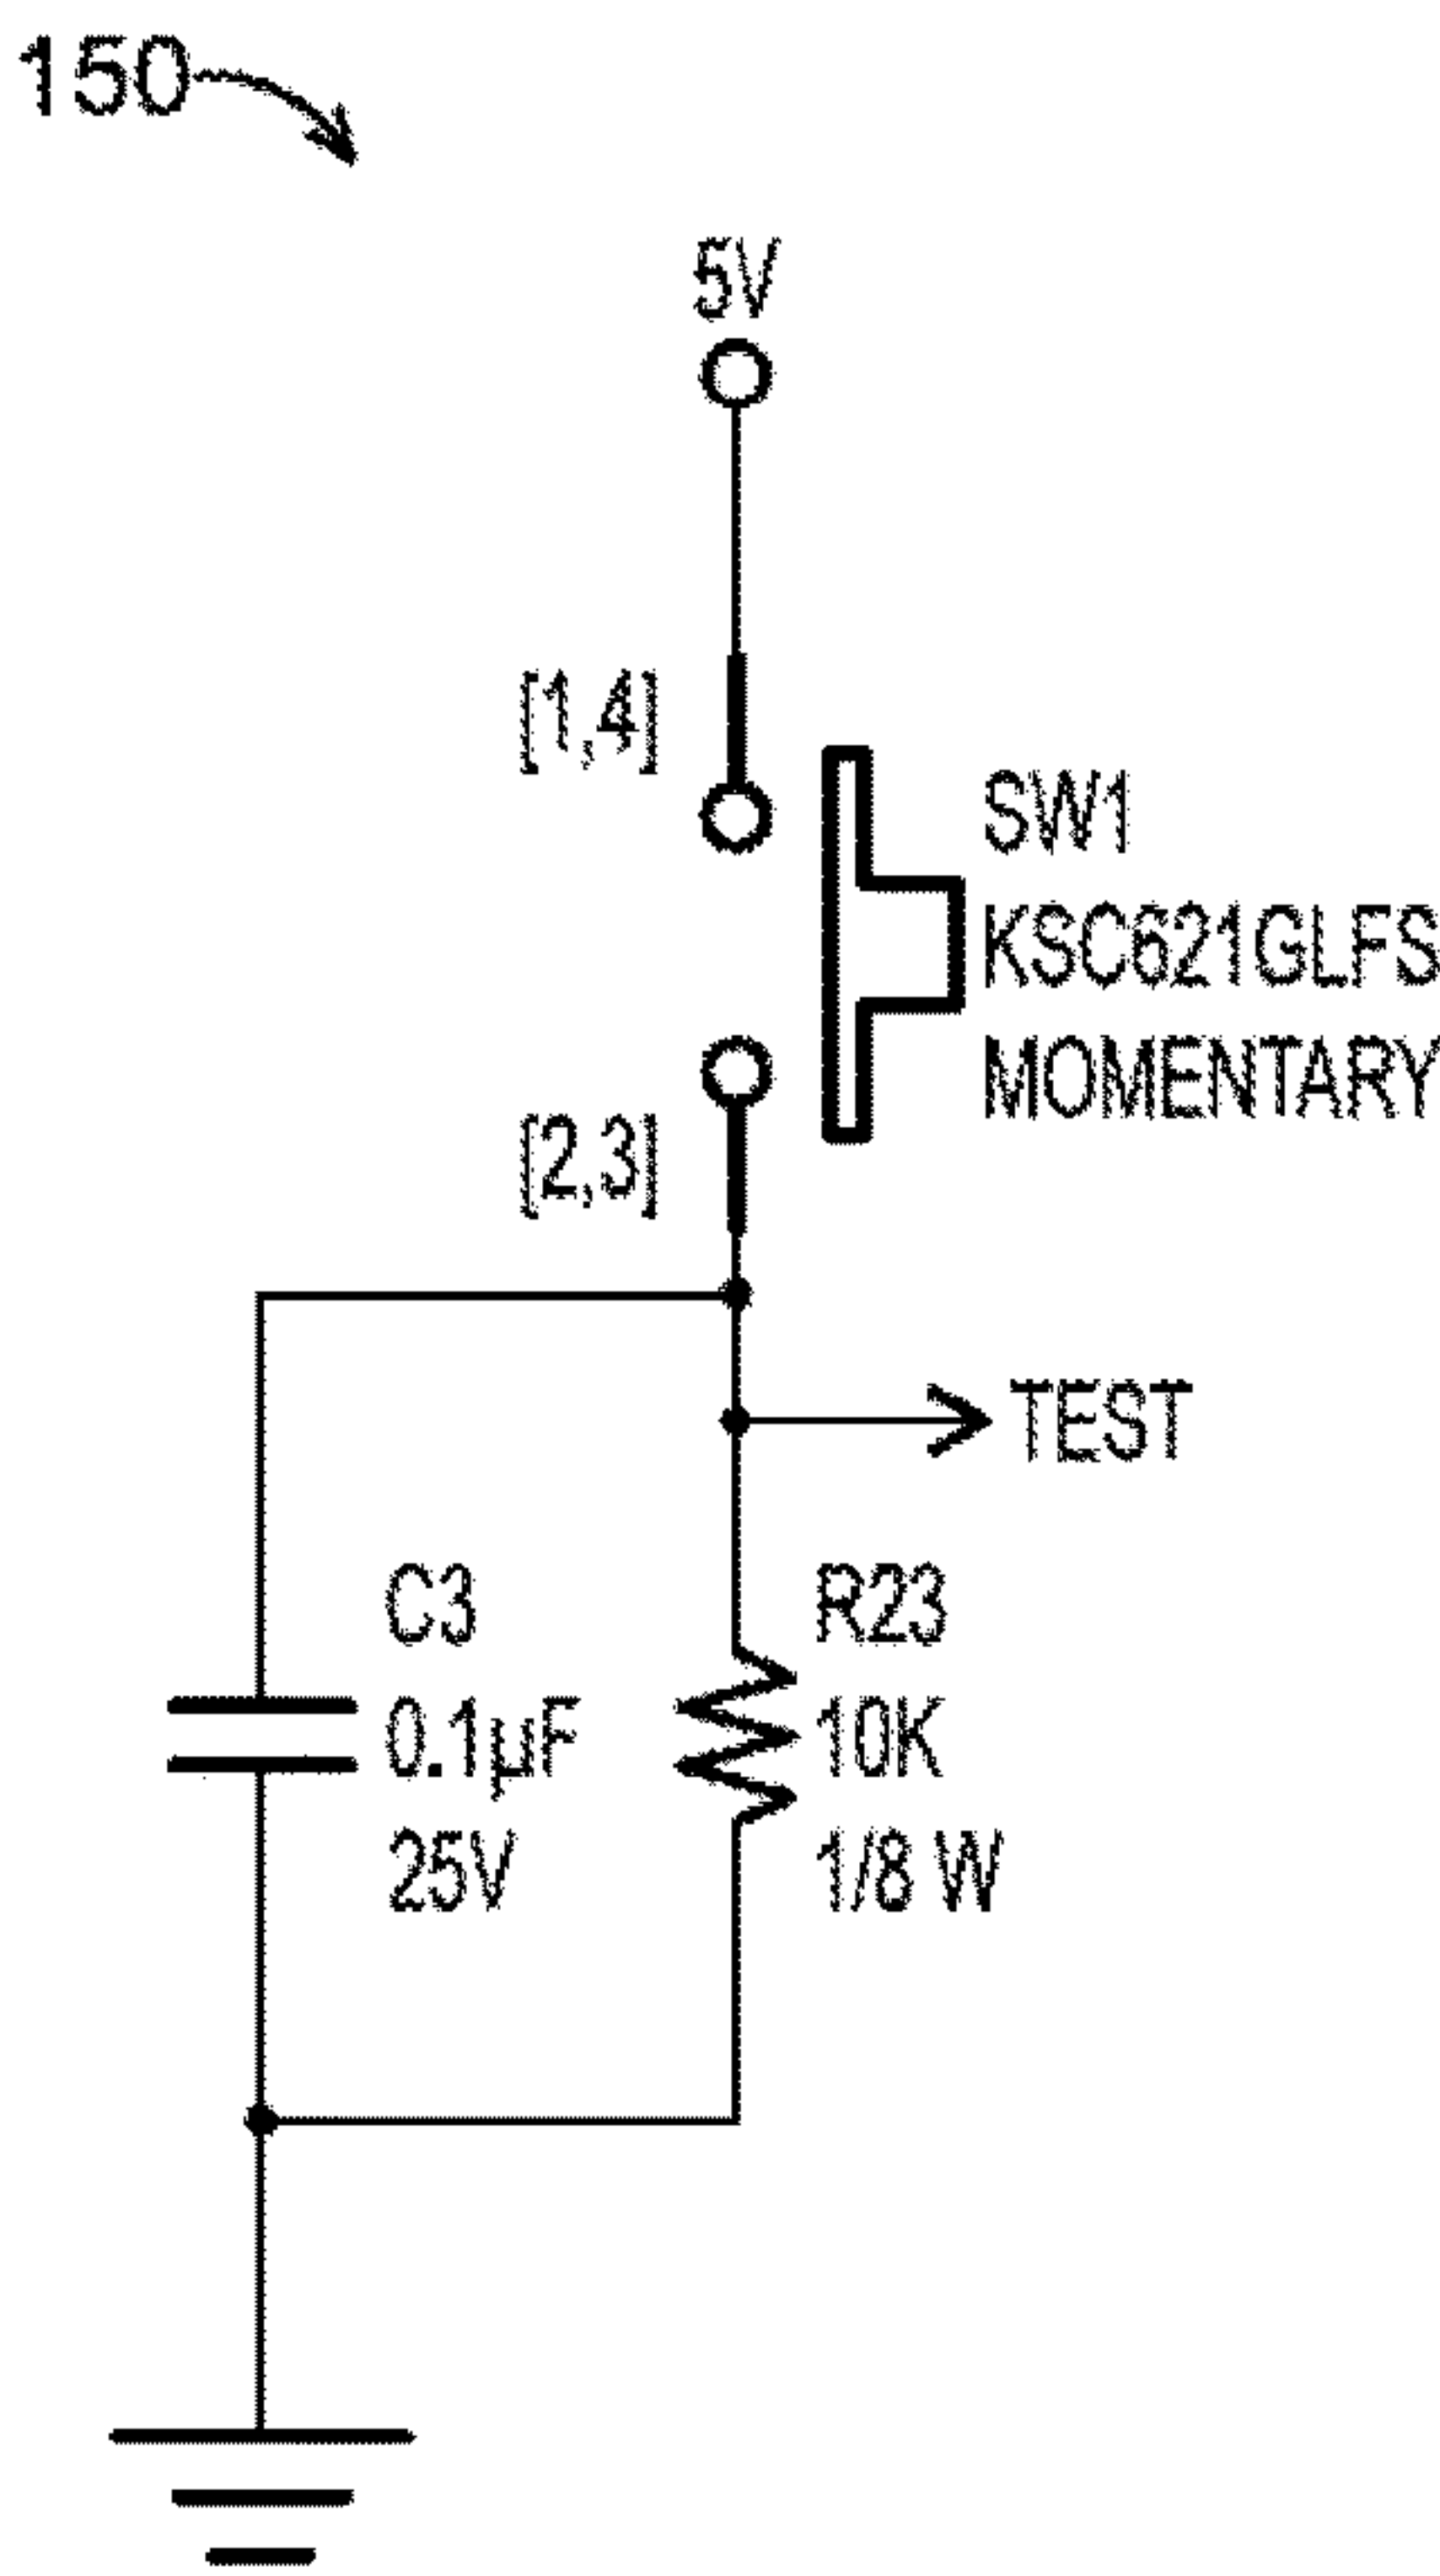 150
5V
[1,4]
SW1
KSC621GLFS
MOMENTARY
[2,3]
TEST
C3
0.1µF
25V
R23
10K
1/8 W